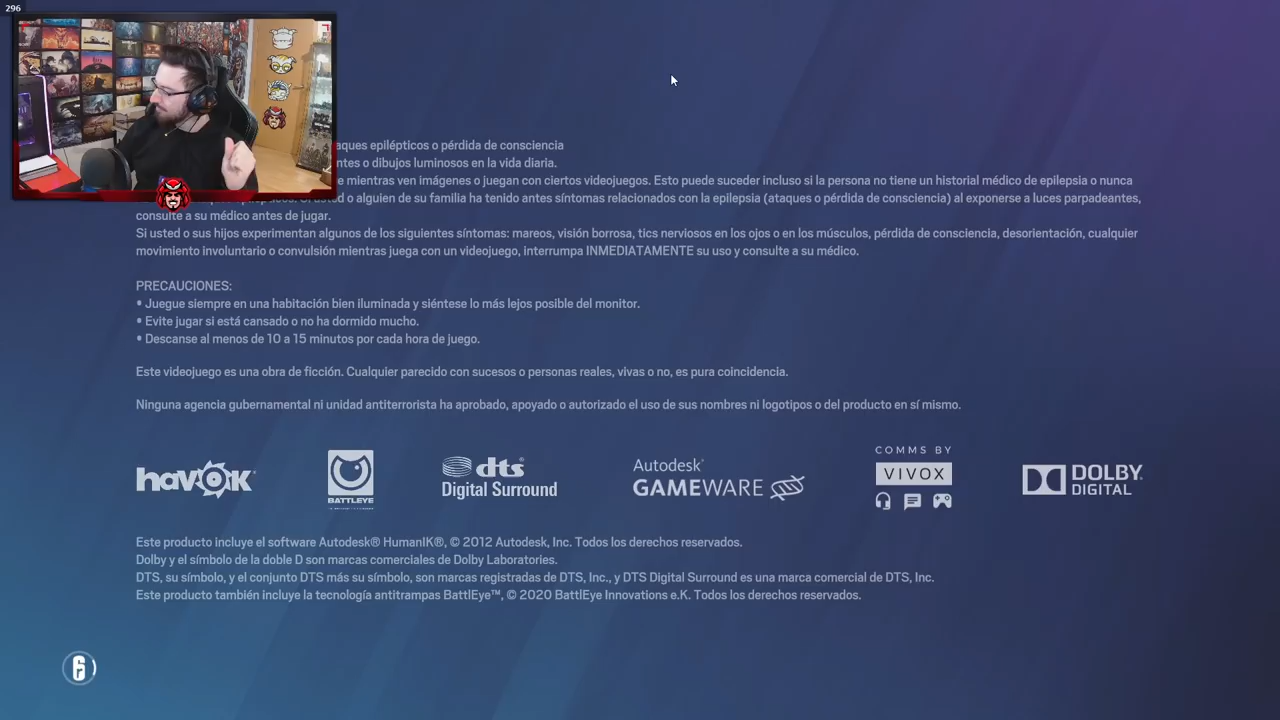 296
aques epilépticos o pérdida de consciencia
ntes o dibujos luminosos en la vida diaria.
e mientras ven imágenes o juegan con ciertos videojuegos. Esto puede suceder incluso si la persona no tiene un historial médico de epilepsia o nunca
o alguien de su familia ha tenido antes síntomas relacionados con la epilepsia (ataques o pérdida de consciencia) al exponerse a luces parpadeantes,
consulte a su médico antes de jugar.
Si usted o sus hijos experimentan algunos de los siguientes síntomas: mareos, visión borrosa, tics nerviosos en los ojos o en los músculos, pérdida de consciencia, desorientación, cualquier
movimiento involuntario o convulsión mientras juega con un videojuego, interrumpa INMEDIATAMENTE su uso y consulte a su médico.
PRECAUCIONES:
• Juegue siempre en una habitación bien iluminada y siéntese lo más lejos posible del monitor.
• Evite jugar si está cansado o no ha dormido mucho.
• Descanse al menos de 10 a 15 minutos por cada hora de juego.
Este videojuego es una obra de ficción. Cualquier parecido con sucesos o personas reales, vivas o no, es pura coincidencia.
Ninguna agencia gubernamental ni unidad antiterrorista ha aprobado, apoyado o autorizado el uso de sus nombres ni logotipos o del producto en sí mismo.
havok
BATTLEYE
dts
Digital Surround
Autodesk®
GAMEWARE
COMMS BY
VIVOX
DOLBY
DIGITAL
Este producto incluye el software Autodesk® HumanIK®, © 2012 Autodesk, Inc. Todos los derechos reservados.
Dolby y el símbolo de la doble D son marcas comerciales de Dolby Laboratories.
DTS, su símbolo, y el conjunto DTS más su símbolo, son marcas registradas de DTS, Inc., y DTS Digital Surround es una marca comercial de DTS, Inc.
Este producto también incluye la tecnología antitrampas BattlEye™, © 2020 BattlEye Innovations e.K. Todos los derechos reservados.
6